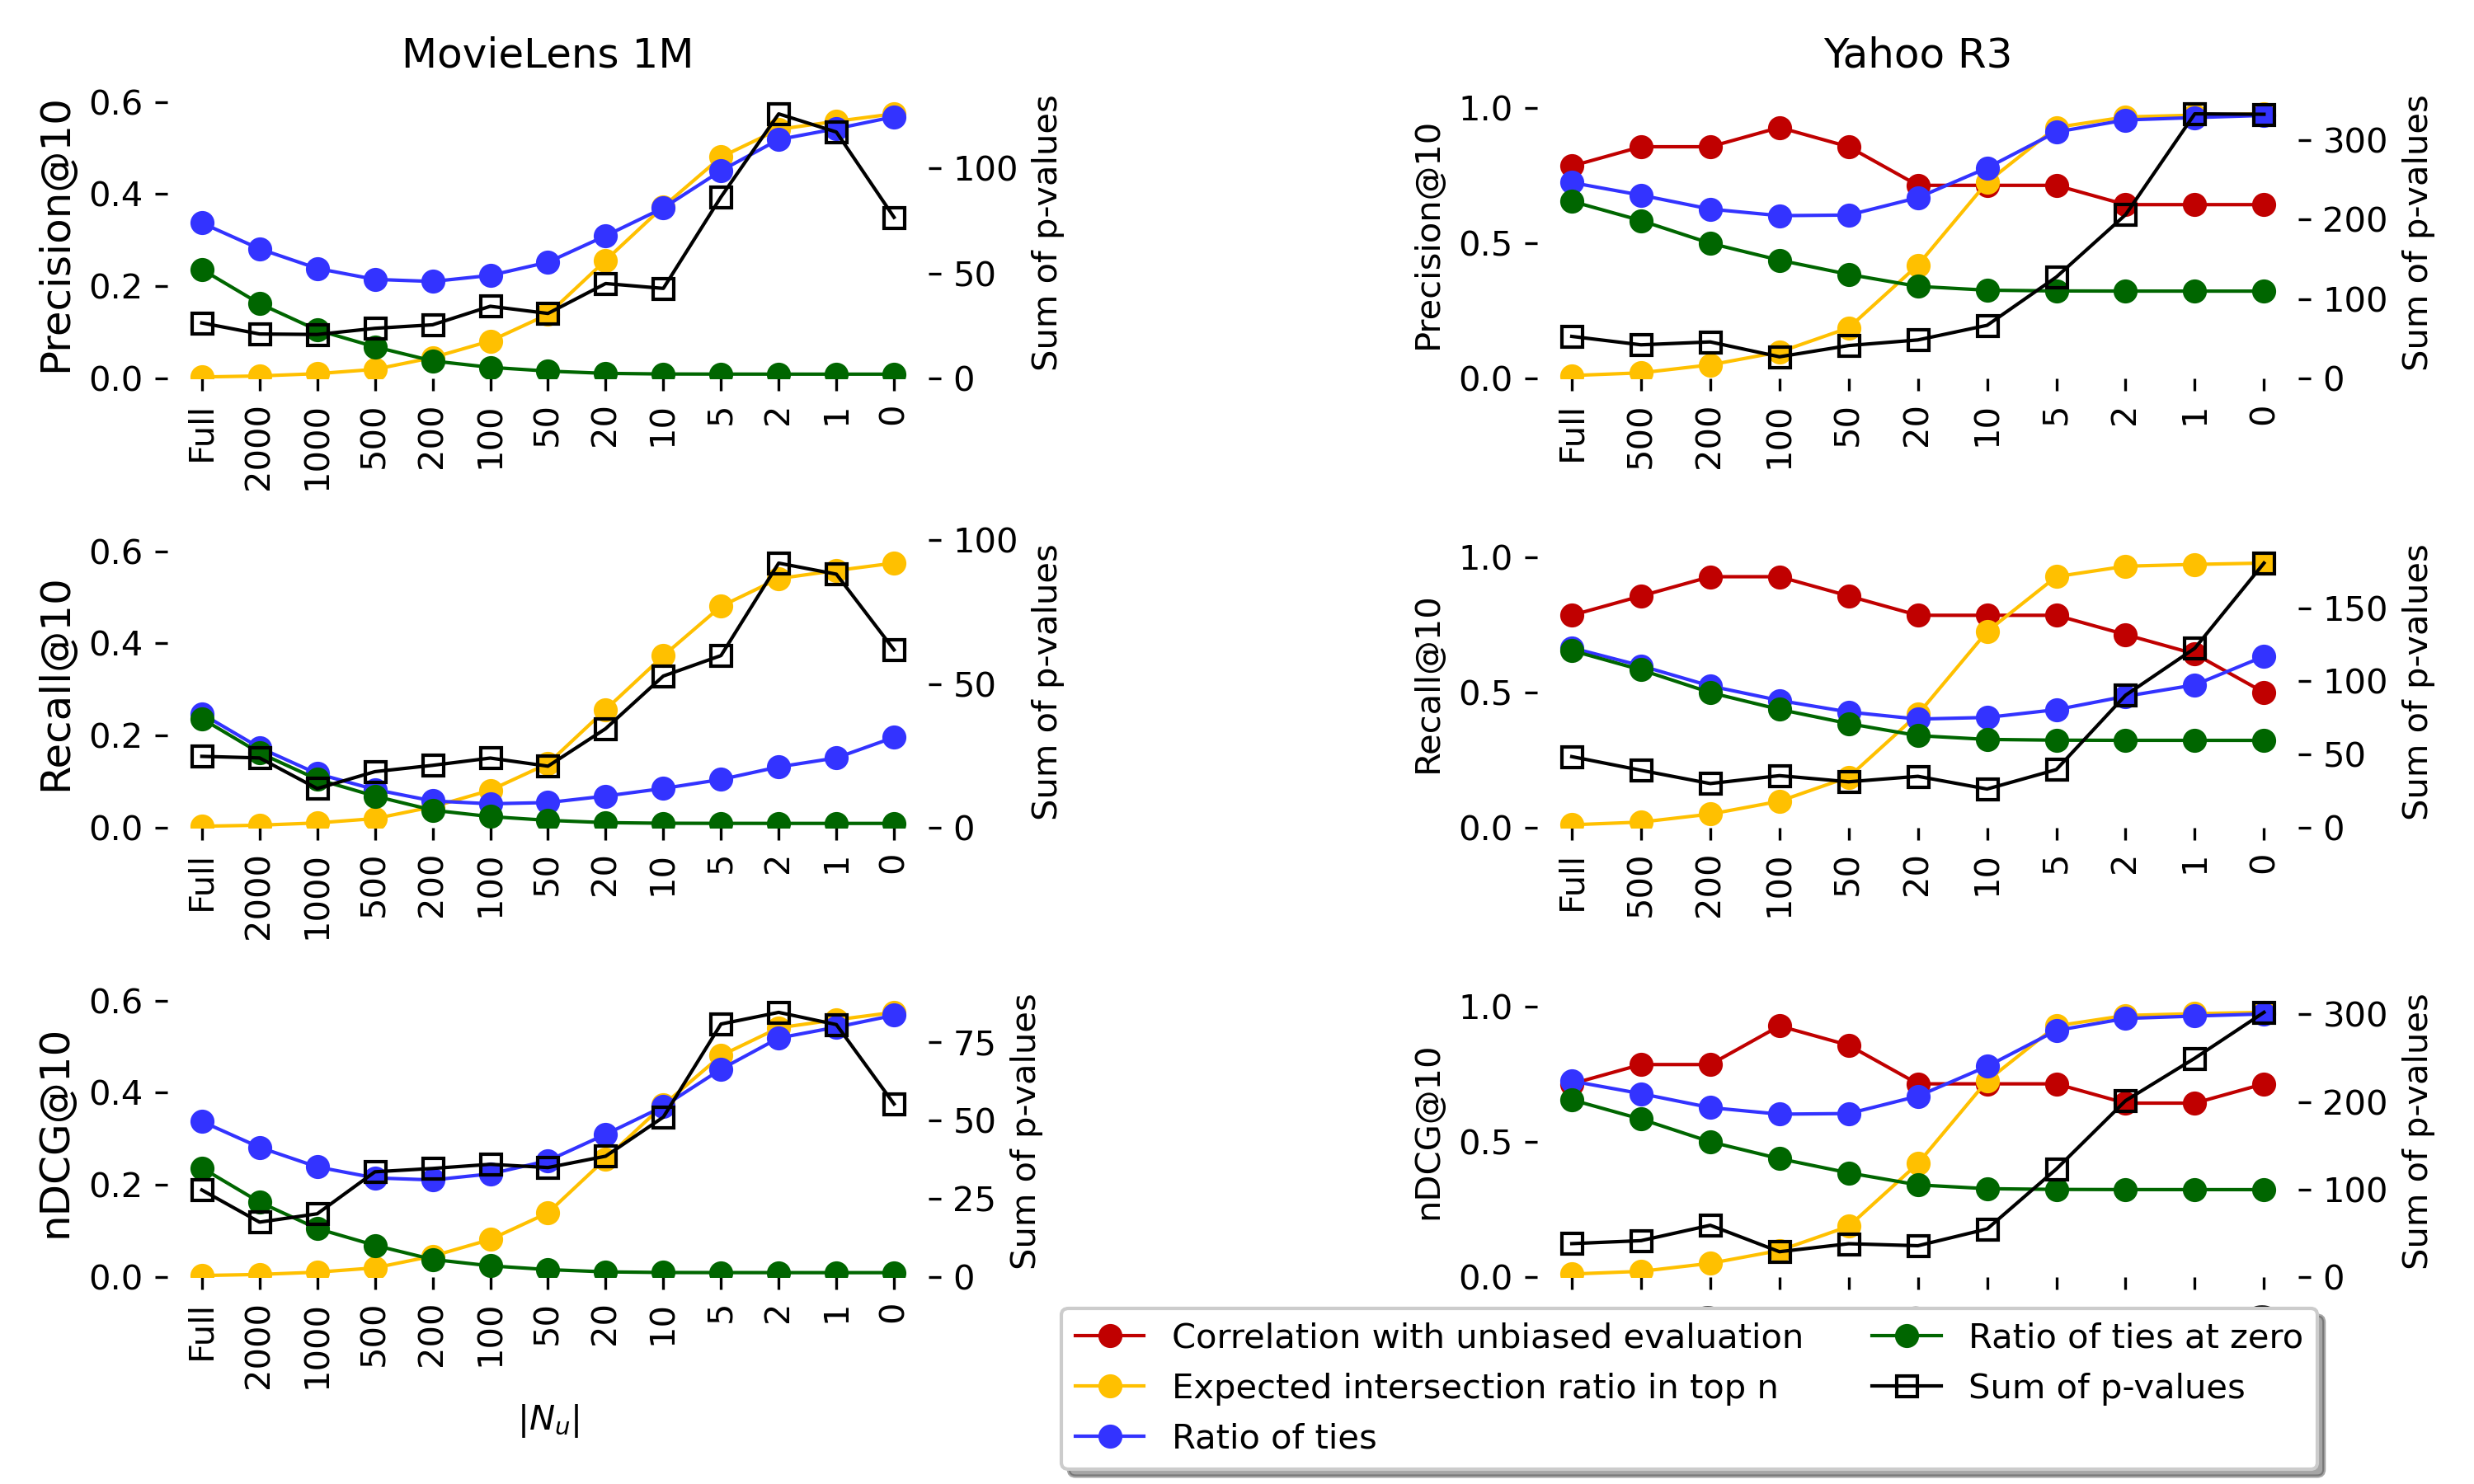 MovieLens 1M
Yahoo R3
Precision@10
0.6
0.4
0.2
0.0
100
50
0
Sum of p-values
Full 2000 1000 500 200 100 50 20 10 5 2 1 0
Precision@10
1.0
0.5
0.0
300
200
100
0
Sum of p-values
Full 500 200 100 50 20 10 5 2 1 0
Recall@10
0.6
0.4
0.2
0.0
100
50
0
Sum of p-values
Full 2000 1000 500 200 100 50 20 10 5 2 1 0
Recall@10
1.0
0.5
0.0
150
100
50
0
Sum of p-values
Full 500 200 100 50 20 10 5 2 1 0
nDCG@10
0.6
0.4
0.2
0.0
75
50
25
0
Sum of p-values
Full 2000 1000 500 200 100 50 20 10 5 2 1 0
|N_u|
nDCG@10
1.0
0.5
0.0
300
200
100
0
Sum of p-values
Correlation with unbiased evaluation
Expected intersection ratio in top n
Ratio of ties
Ratio of ties at zero
Sum of p-values